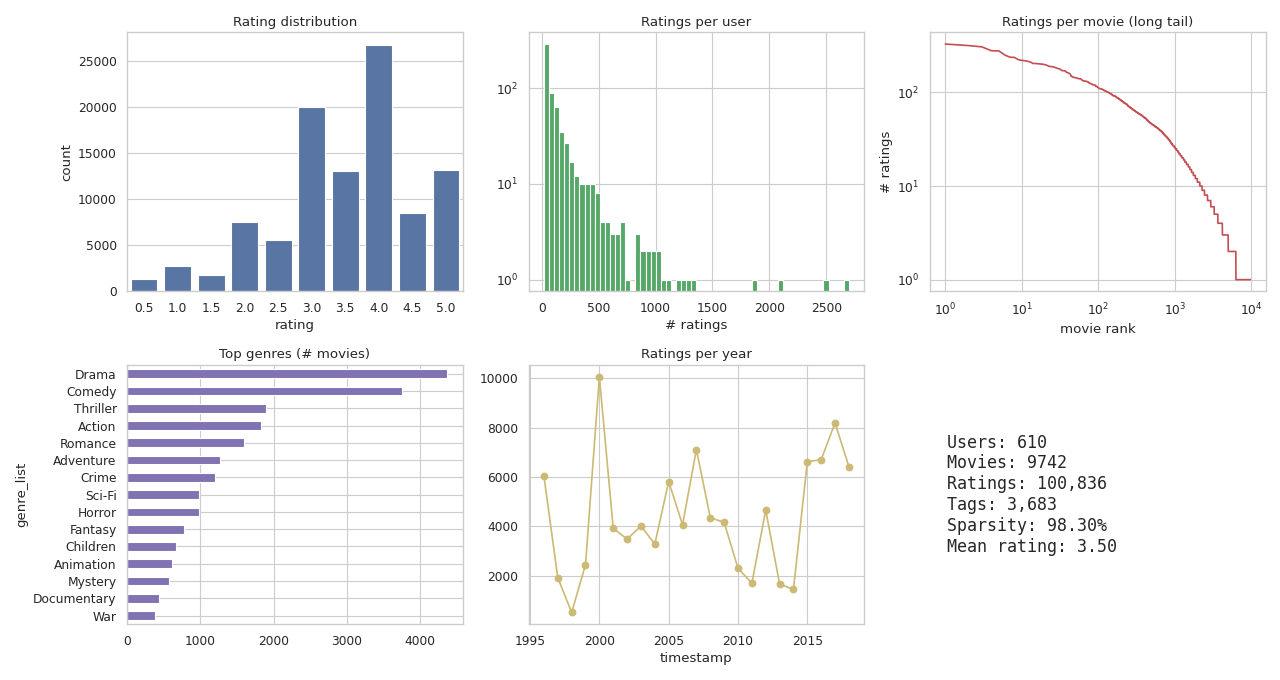 Rating distribution
25000
20000
15000
10000
5000
0
count
0.5 1.0 1.5 2.0 2.5 3.0 3.5 4.0 4.5 5.0
rating
Ratings per user
10²
10¹
10⁰
0 500 1000 1500 2000 2500
# ratings
Ratings per movie (long tail)
# ratings
10²
10¹
10⁰
10⁰ 10¹ 10² 10³ 10⁴
movie rank
Top genres (# movies)
genre_list
Drama
Comedy
Thriller
Action
Romance
Adventure
Crime
Sci-Fi
Horror
Fantasy
Children
Animation
Mystery
Documentary
War
0 1000 2000 3000 4000
Ratings per year
10000
8000
6000
4000
2000
1995 2000 2005 2010 2015
timestamp
Users: 610
Movies: 9742
Ratings: 100,836
Tags: 3,683
Sparsity: 98.30%
Mean rating: 3.50